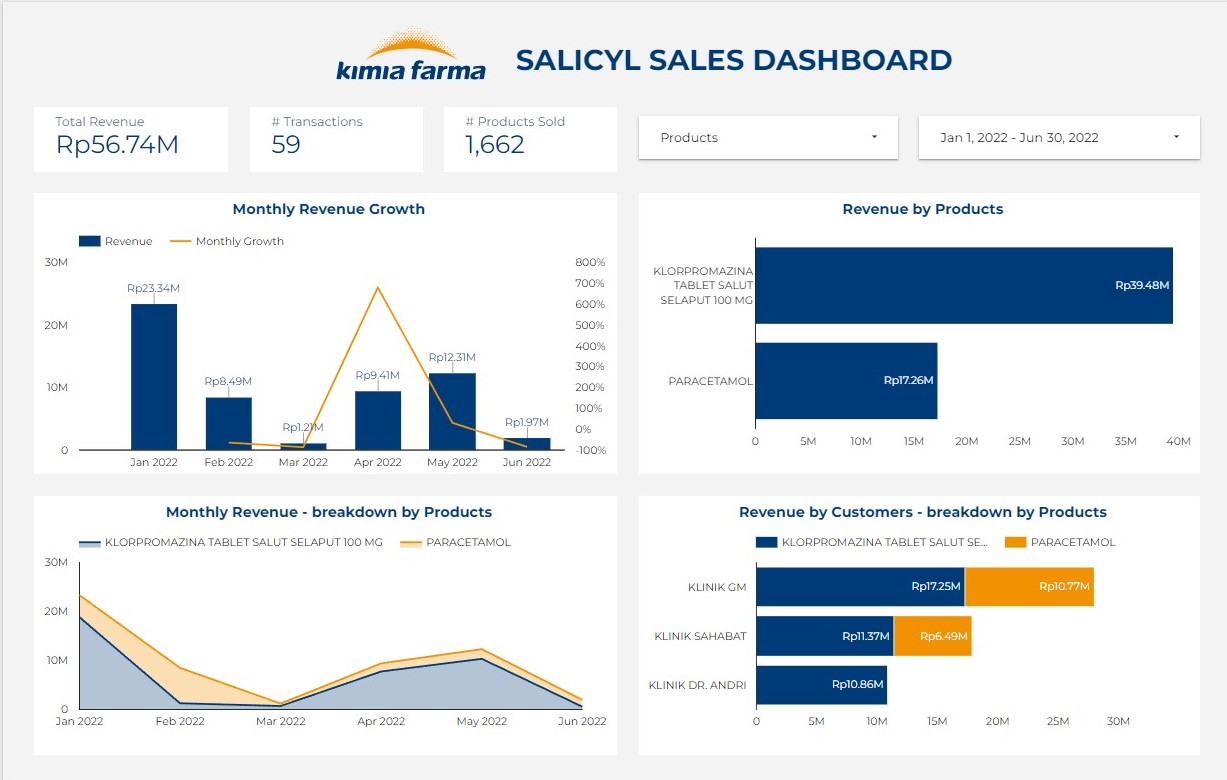 kimia farma
SALICYL SALES DASHBOARD
Total Revenue
Rp56.74M
# Transactions
59
# Products Sold
1,662
Products
Jan 1, 2022 - Jun 30, 2022
Monthly Revenue Growth
Revenue
Monthly Growth
30M
20M
10M
0
800%
700%
600%
500%
400%
300%
200%
100%
0%
-100%
Rp23.34M
Rp8.49M
Rp1.21M
Rp9.41M
Rp12.31M
Rp1.97M
Jan 2022
Feb 2022
Mar 2022
Apr 2022
May 2022
Jun 2022
Revenue by Products
KLORPROMAZINA
TABLET SALUT
SELAPUT 100 MG
Rp39.48M
PARACETAMOL
Rp17.26M
0
5M
10M
15M
20M
25M
30M
35M
40M
Monthly Revenue - breakdown by Products
KLORPROMAZINA TABLET SALUT SELAPUT 100 MG
PARACETAMOL
30M
20M
10M
0
Jan 2022
Feb 2022
Mar 2022
Apr 2022
May 2022
Jun 2022
Revenue by Customers - breakdown by Products
KLORPROMAZINA TABLET SALUT SE...
PARACETAMOL
KLINIK GM
Rp17.25M
Rp10.77M
KLINIK SAHABAT
Rp11.37M
Rp6.49M
KLINIK DR. ANDRI
Rp10.86M
0
5M
10M
15M
20M
25M
30M